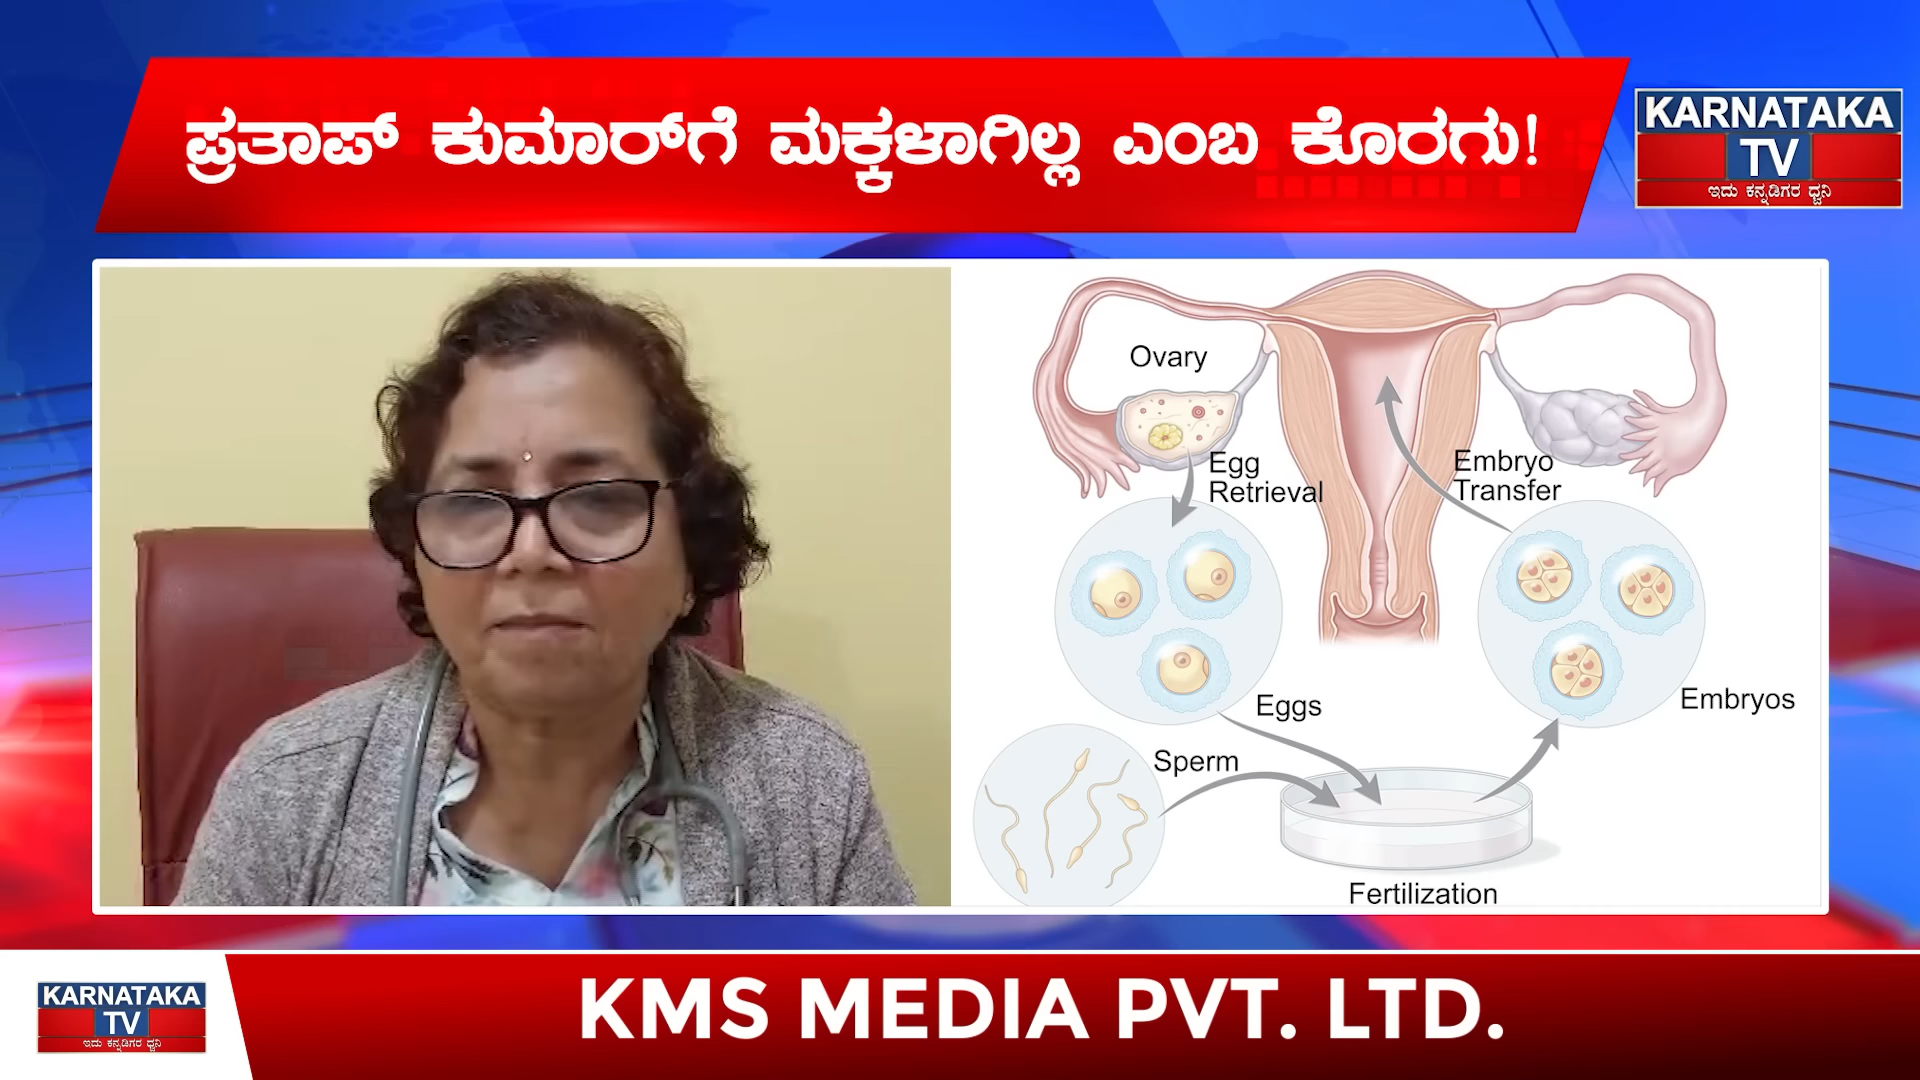 ಪ್ರತಾಪ್ ಕುಮಾರ್‌ಗೆ ಮಕ್ಕಳಾಗಿಲ್ಲ ಎಂಬ ಕೊರಗು!
KARNATAKA
TV
ಇದು ಕನ್ನಡಿಗರ ಧ್ವನಿ
Ovary
Egg
Retrieval
Embryo
Transfer
Eggs
Embryos
Sperm
Fertilization
KARNATAKA
TV
ಇದು ಕನ್ನಡಿಗರ ಧ್ವನಿ
KMS MEDIA PVT. LTD.